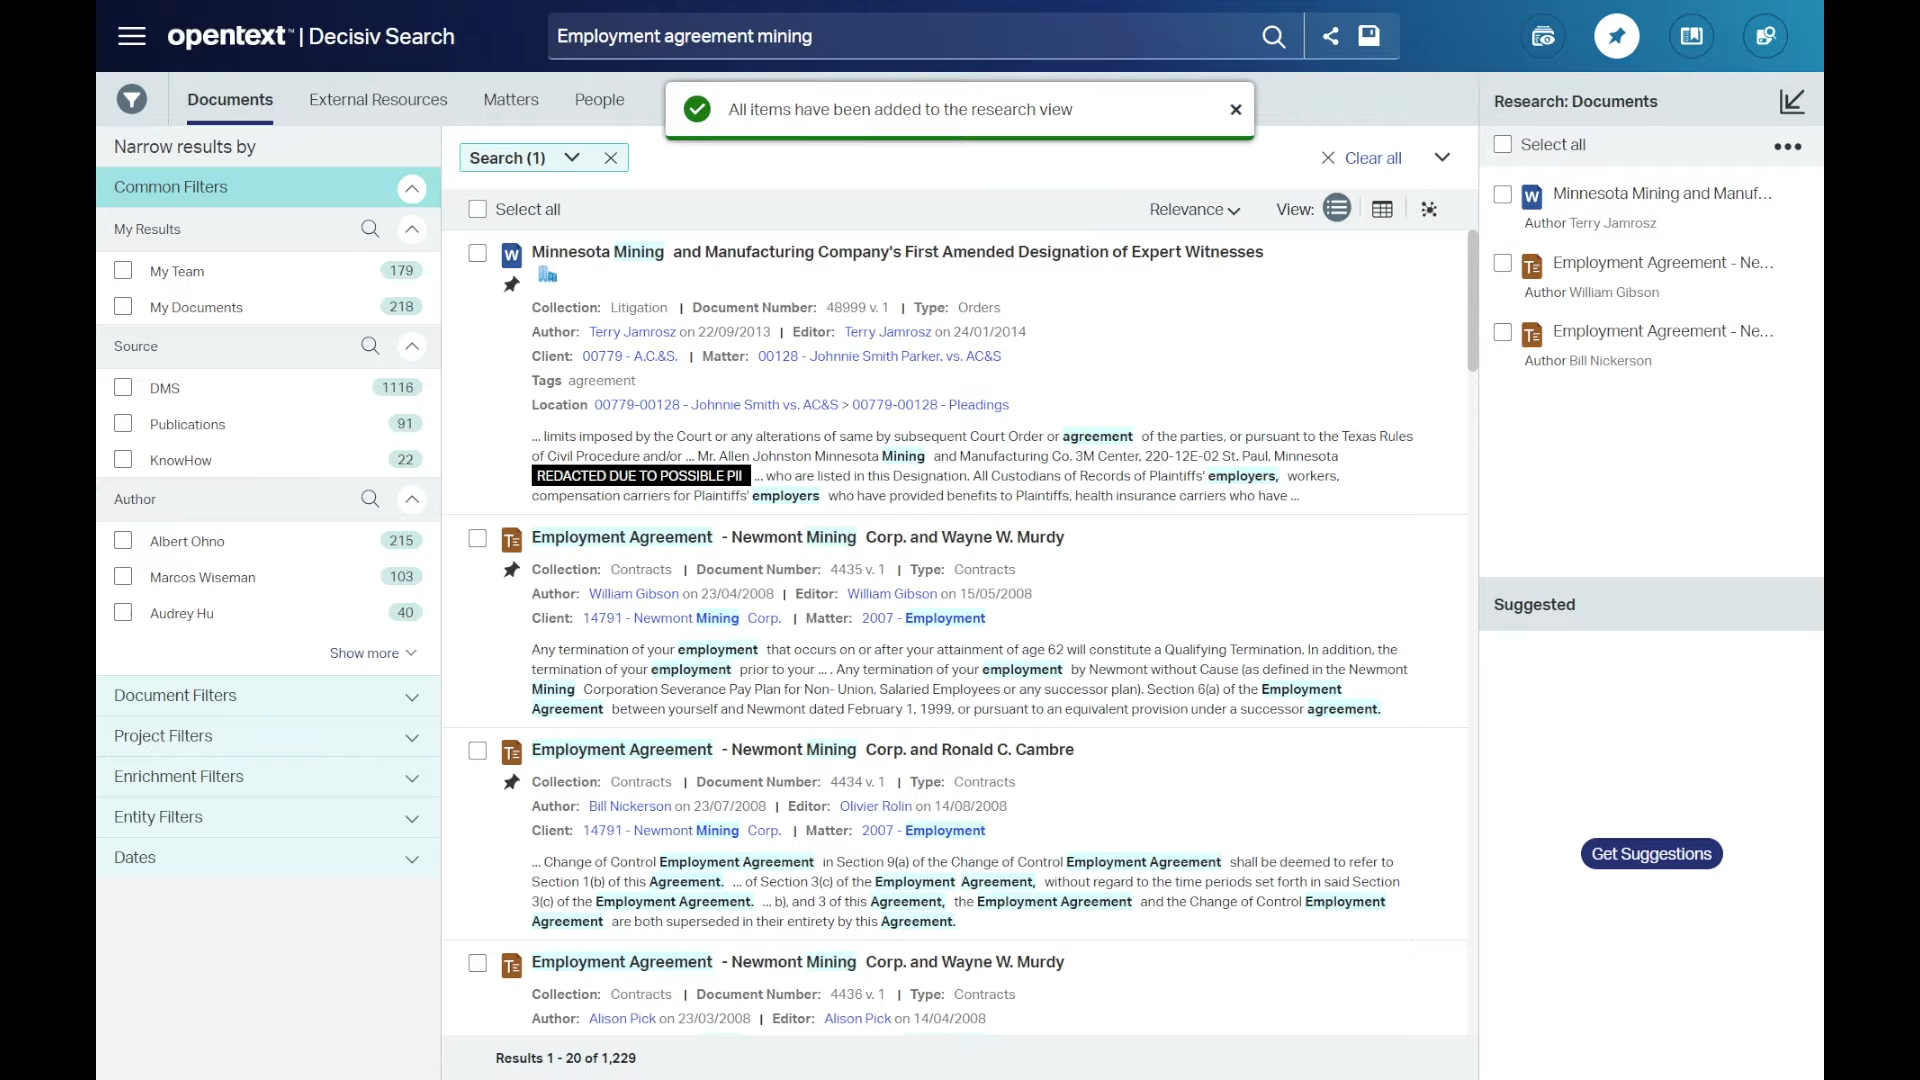 opentext™ | Decisiv Search
Employment agreement mining
Documents
External Resources
Matters
People
All items have been added to the research view
Narrow results by
Common Filters
My Results
My Team 179
My Documents 218
Source
DMS 1116
Publications 91
KnowHow 22
Author
Albert Ohno 215
Marcos Wiseman 103
Audrey Hu 40
Show more
Document Filters
Project Filters
Enrichment Filters
Entity Filters
Dates
Search (1)
Clear all
Select all
Relevance
View:
Minnesota Mining and Manufacturing Company's First Amended Designation of Expert Witnesses
Collection: Litigation | Document Number: 48999 v. 1 | Type: Orders
Author: Terry Jamrosz on 22/09/2013 | Editor: Terry Jamrosz on 24/01/2014
Client: 00779 - A.C.&S. | Matter: 00128 - Johnnie Smith Parker. vs. AC&S
Tags agreement
Location 00779-00128 - Johnnie Smith vs. AC&S > 00779-00128 - Pleadings
... limits imposed by the Court or any alterations of same by subsequent Court Order or agreement of the parties, or pursuant to the Texas Rules
of Civil Procedure and/or ... Mr. Allen Johnston Minnesota Mining and Manufacturing Co. 3M Center, 220-12E-02 St. Paul, Minnesota
REDACTED DUE TO POSSIBLE PII ... who are listed in this Designation. All Custodians of Records of Plaintiffs' employers, workers,
compensation carriers for Plaintiffs' employers who have provided benefits to Plaintiffs, health insurance carriers who have ...
Employment Agreement - Newmont Mining Corp. and Wayne W. Murdy
Collection: Contracts | Document Number: 4435 v. 1 | Type: Contracts
Author: William Gibson on 23/04/2008 | Editor: William Gibson on 15/05/2008
Client: 14791 - Newmont Mining Corp. | Matter: 2007 - Employment
Any termination of your employment that occurs on or after your attainment of age 62 will constitute a Qualifying Termination. In addition, the
termination of your employment prior to your ... . Any termination of your employment by Newmont without Cause (as defined in the Newmont
Mining Corporation Severance Pay Plan for Non- Union, Salaried Employees or any successor plan). Section 6(a) of the Employment
Agreement between yourself and Newmont dated February 1, 1999, or pursuant to an equivalent provision under a successor agreement.
Employment Agreement - Newmont Mining Corp. and Ronald C. Cambre
Collection: Contracts | Document Number: 4434 v. 1 | Type: Contracts
Author: Bill Nickerson on 23/07/2008 | Editor: Olivier Rolin on 14/08/2008
Client: 14791 - Newmont Mining Corp. | Matter: 2007 - Employment
... Change of Control Employment Agreement in Section 9(a) of the Change of Control Employment Agreement shall be deemed to refer to
Section 1(b) of this Agreement. ... of Section 3(c) of the Employment Agreement, without regard to the time periods set forth in said Section
3(c) of the Employment Agreement. ... b), and 3 of this Agreement, the Employment Agreement and the Change of Control Employment
Agreement are both superseded in their entirety by this Agreement.
Employment Agreement - Newmont Mining Corp. and Wayne W. Murdy
Collection: Contracts | Document Number: 4436 v. 1 | Type: Contracts
Author: Alison Pick on 23/03/2008 | Editor: Alison Pick on 14/04/2008
Results 1 - 20 of 1,229
Research: Documents
Select all
Minnesota Mining and Manuf...
Author Terry Jamrosz
Employment Agreement - Ne...
Author William Gibson
Employment Agreement - Ne...
Author Bill Nickerson
Suggested
Get Suggestions